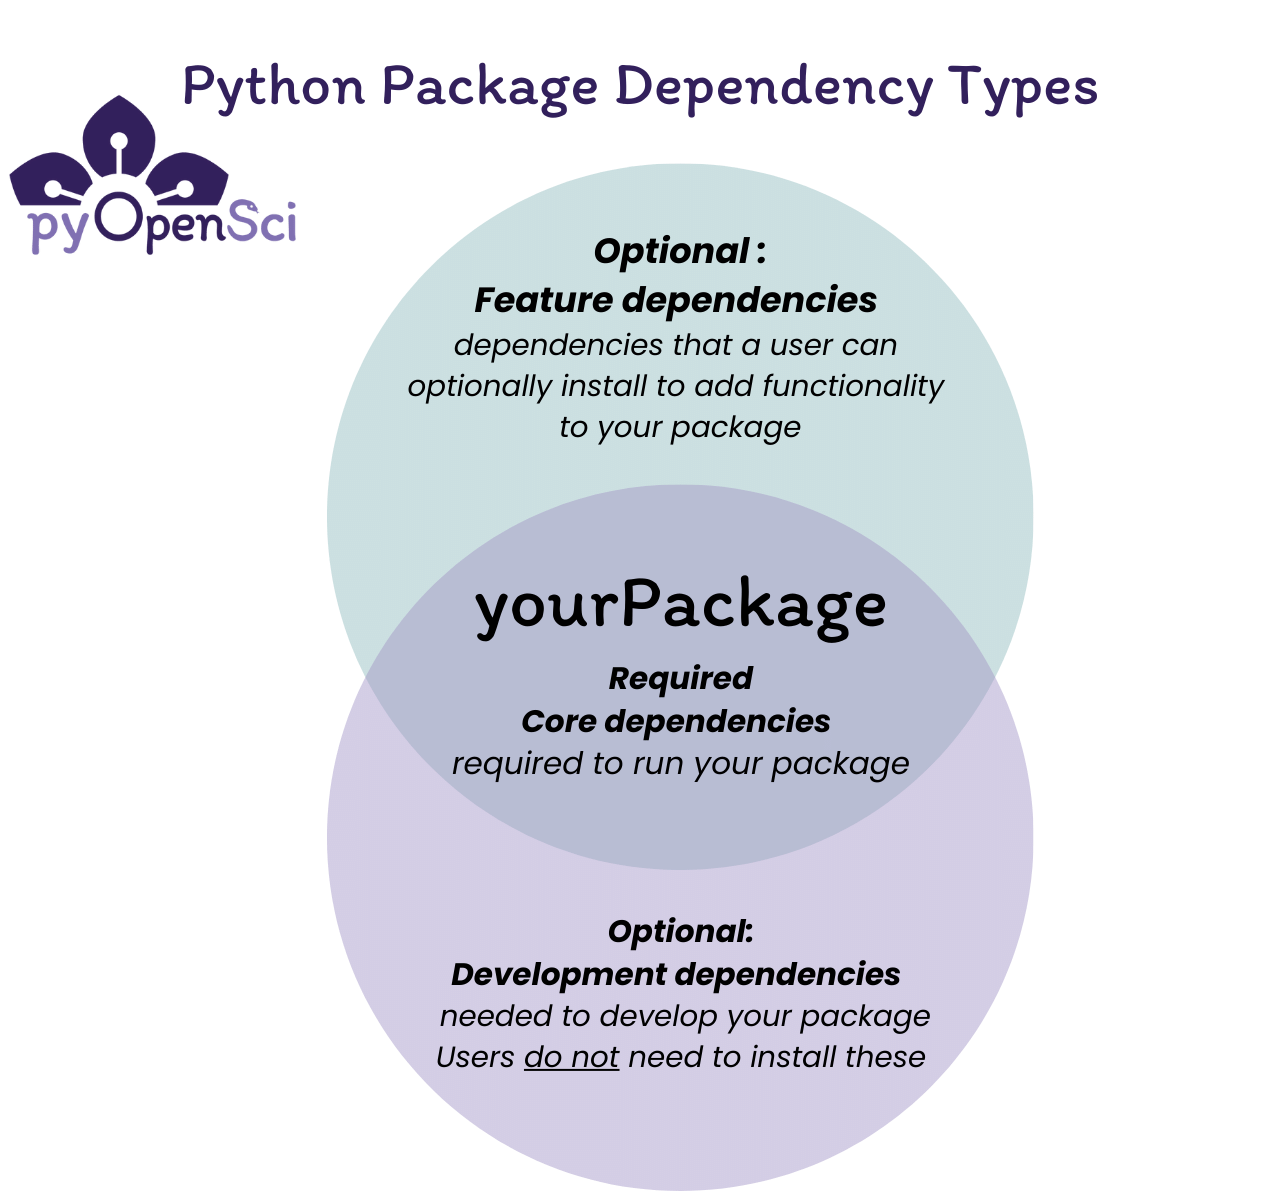 Python Package Dependency Types
pyOpenSci
Optional :
Feature dependencies
dependencies that a user can
optionally install to add functionality
to your package
yourPackage
Required
Core dependencies
required to run your package
Optional:
Development dependencies
needed to develop your package
Users do not need to install these